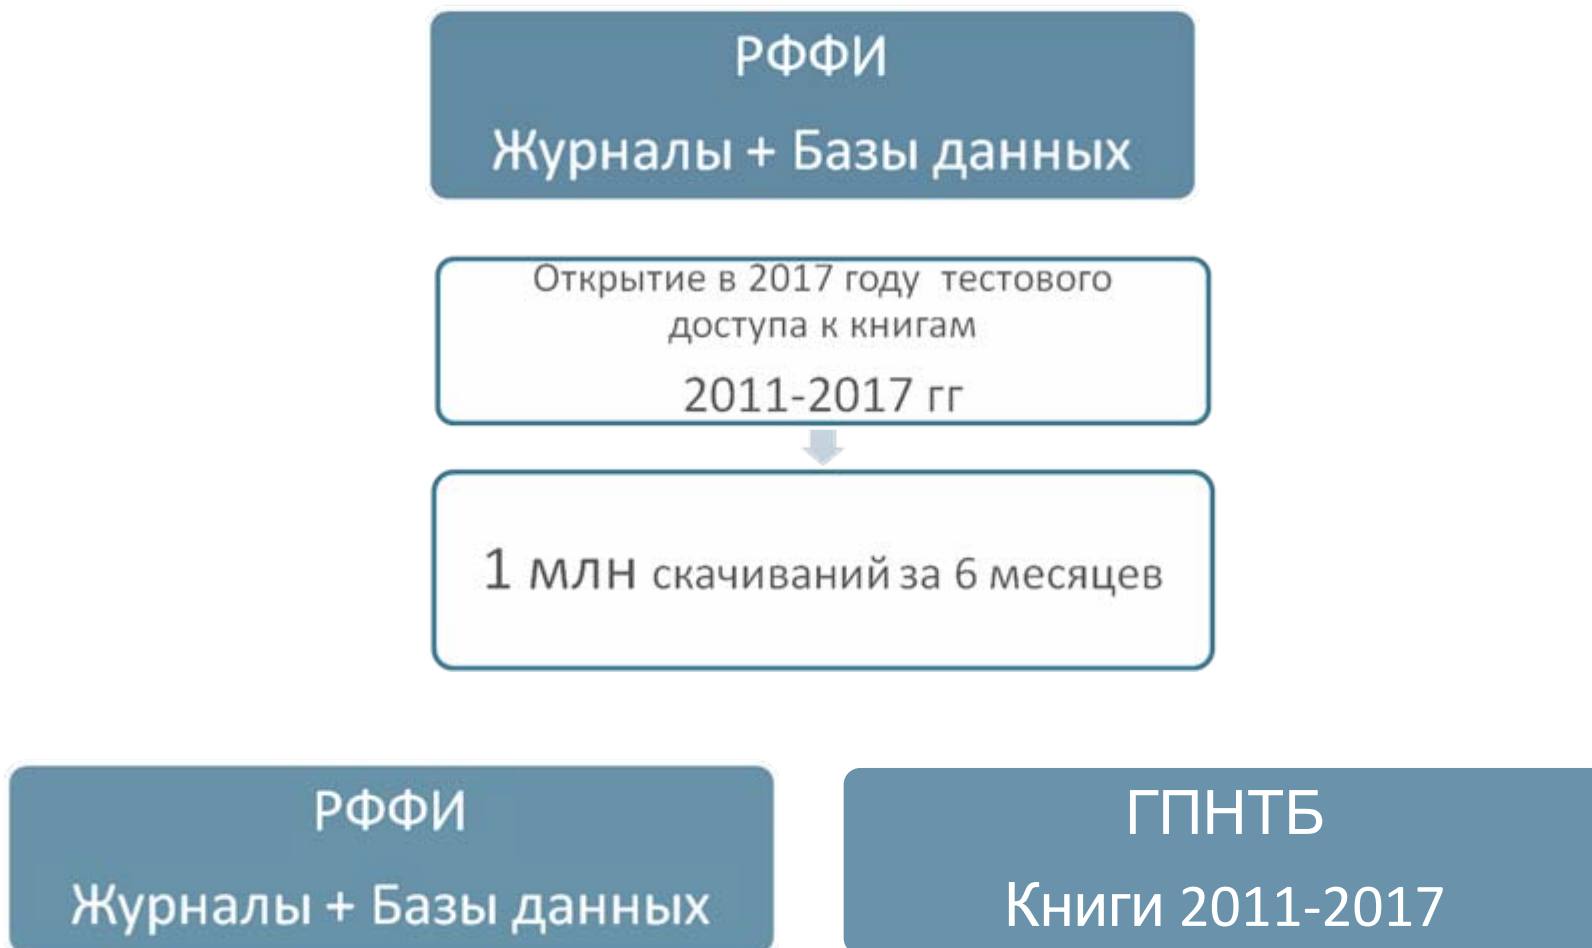 РФФИ
Журналы + Базы данных
Открытие в 2017 году тестового
доступа к книгам
2011-2017 гг
1 млн скачиваний за 6 месяцев
РФФИ
Журналы + Базы данных
ГПНТБ
Книги 2011-2017